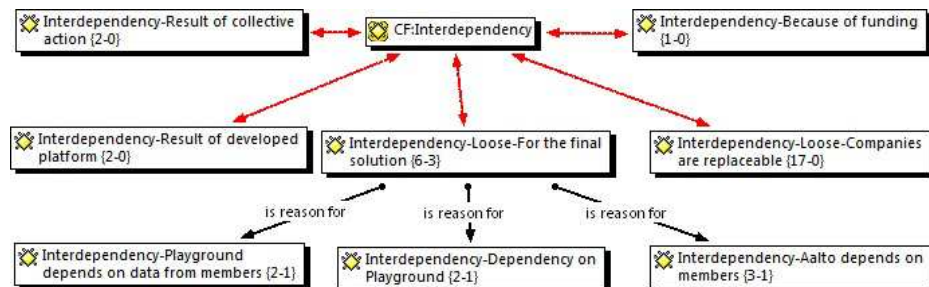 Interdependency-Result of collective
action {2-0}
CF:Interdependency
Interdependency-Because of funding
{1-0}
Interdependency-Result of developed
platform {2-0}
Interdependency-Loose-For the final
solution {6-3}
Interdependency-Loose-Companies
are replaceable {17-0}
is reason for
is reason for
is reason for
Interdependency-Playground
depends on data from members {2-1}
Interdependency-Dependency on
Playground {2-1}
Interdependency-Aalto depends on
members {3-1}